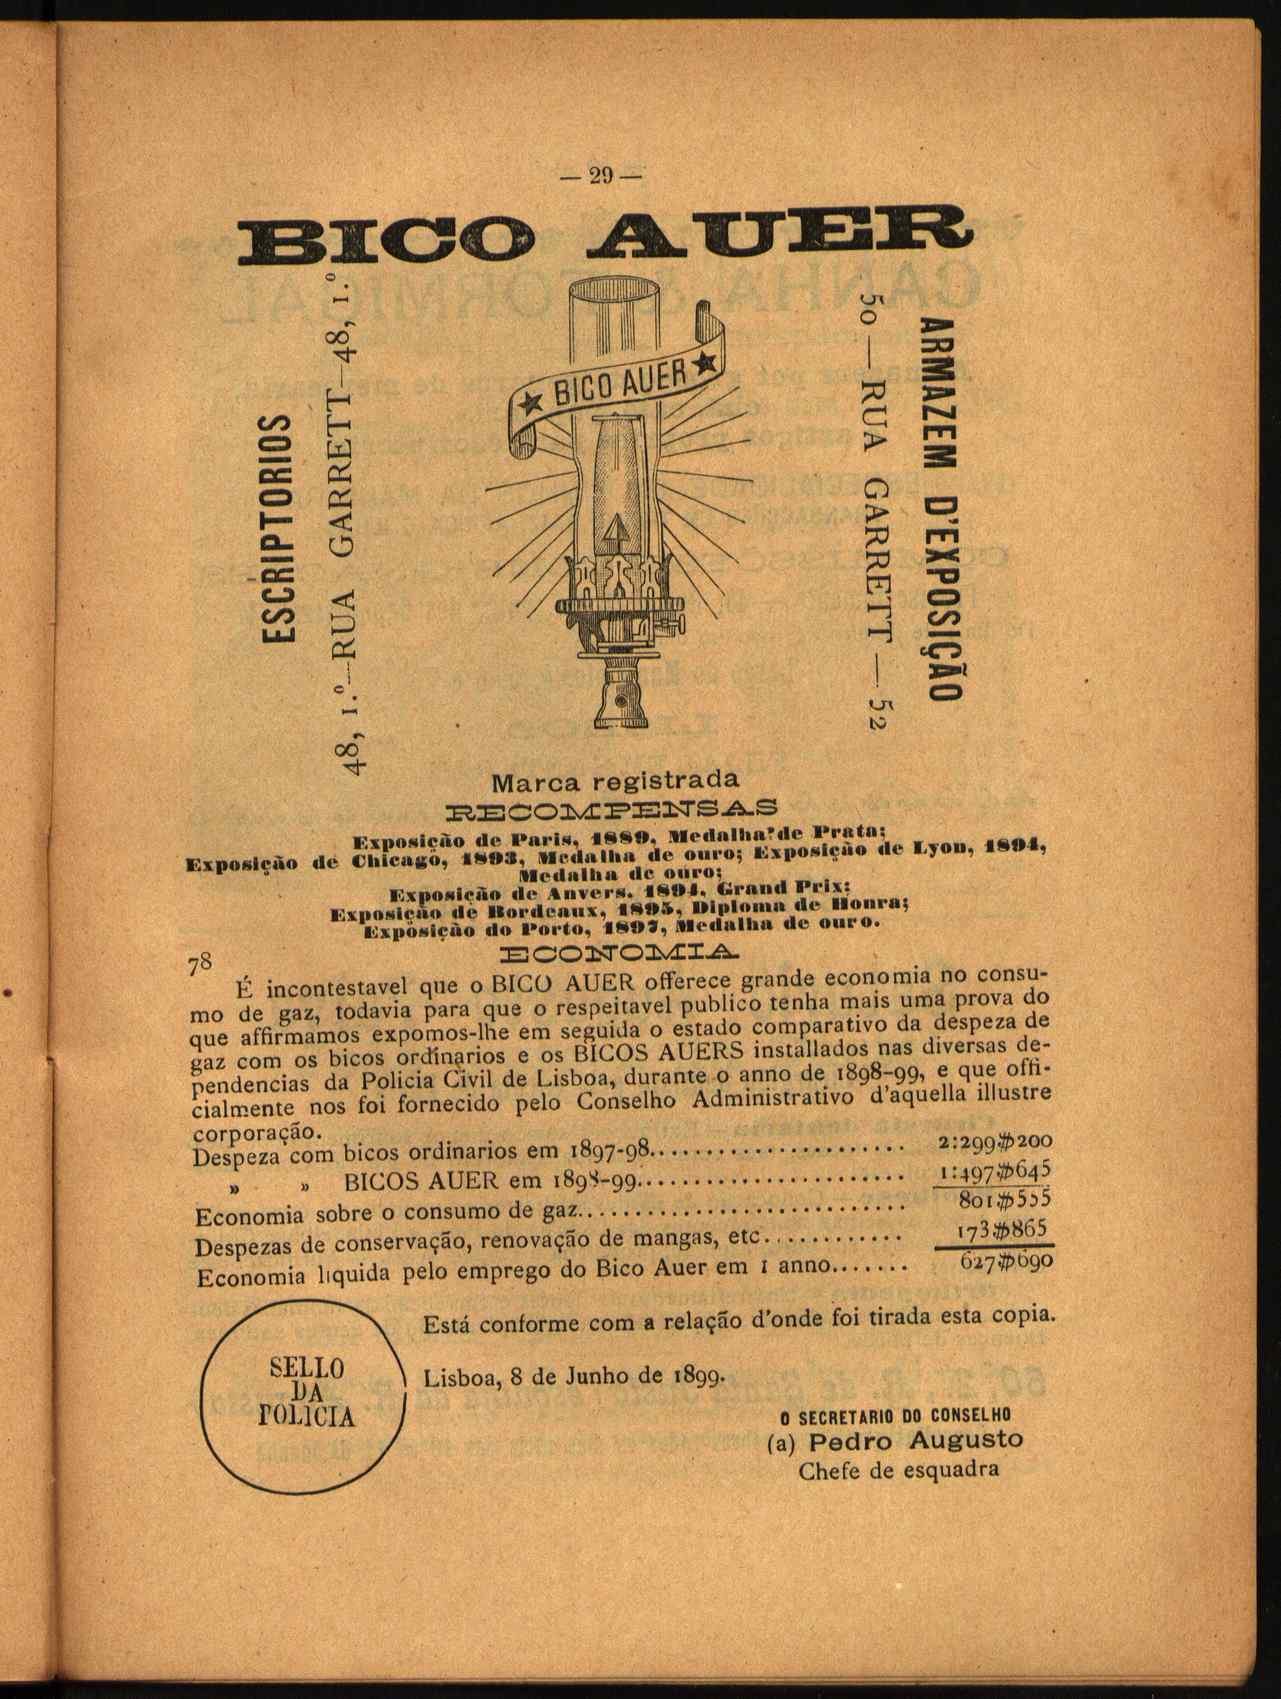 — 29 —
BICO AUER
ESCRIPTORIOS
48, 1.º—RUA GARRETT—48, 1.º
★ BICO AUER ★
50 — RUA GARRETT — 52
ARMAZEM D'EXPOSIÇÃO
Marca registrada
RECOMPENSAS
Exposição de Paris, 1889, Medalha de Prata;
Exposição de Chicago, 1893, Medalha de ouro; Exposição de Lyon, 1894,
Medalha de ouro;
Exposição de Anvers, 1894, Grand Prix;
Exposição de Bordeaux, 1895, Diploma de Honra;
Exposição do Porto, 1897, Medalha de ouro.
78
ECONOMIA
É incontestavel que o BICO AUER offerece grande economia no consu-
mo de gaz, todavia para que o respeitavel publico tenha mais uma prova do
que affirmamos expomos-lhe em seguida o estado comparativo da despeza de
gaz com os bicos ordinarios e os BICOS AUERS installados nas diversas de-
pendencias da Policia Civil de Lisboa, durante o anno de 1898-99, e que offi-
cialmente nos foi fornecido pelo Conselho Administrativo d'aquella illustre
corporação.
Despeza com bicos ordinarios em 1897-98........................ 2:299$200
» » BICOS AUER em 1898-99........................ 1:497$645
Economia sobre o consumo de gaz.............................. 801$555
Despezas de conservação, renovação de mangas, etc............. 173$865
Economia liquida pelo emprego do Bico Auer em 1 anno....... 627$690
Está conforme com a relação d'onde foi tirada esta copia.
SELLO
DA
POLICIA
Lisboa, 8 de Junho de 1899.
O SECRETARIO DO CONSELHO
(a) Pedro Augusto
Chefe de esquadra